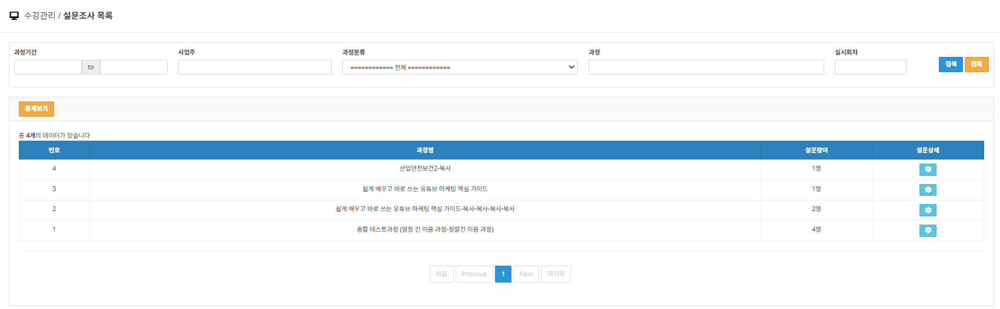 수강관리 / 설문조사 목록
과정기간 사업주 과정분류 과정 실시회차
to ============ 전체 ============ 검색 전체
통계보기
총 4개의 데이터가 있습니다
번호 과정명 설문참여 설문상세
4 산업안전보건2-복사 1명
3 쉽게 배우고 바로 쓰는 유튜브 마케팅 핵심 가이드 1명
2 쉽게 배우고 바로 쓰는 유튜브 마케팅 핵심 가이드-복사-복사-복사-복사 2명
1 종합 테스트과정 (엄청 긴 이름 과정-정말긴 이름 과정) 4명
처음 Previous 1 Next 마지막